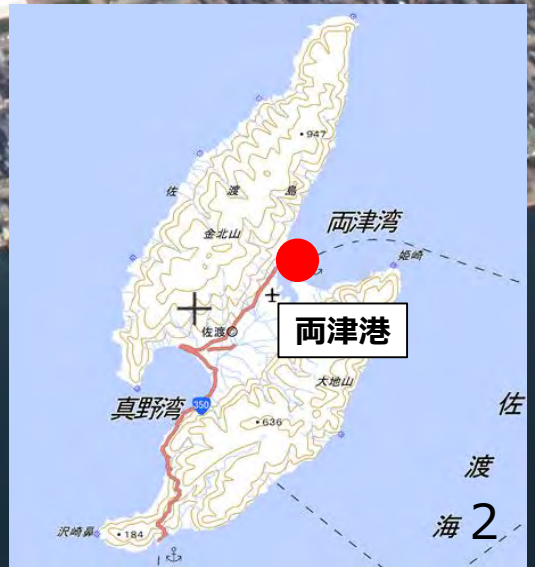 ・947
佐渡島
両津湾
金北山
姫崎
佐渡
両津港
大地山
真野湾
350
・636
佐渡海
沢崎鼻
・184
2